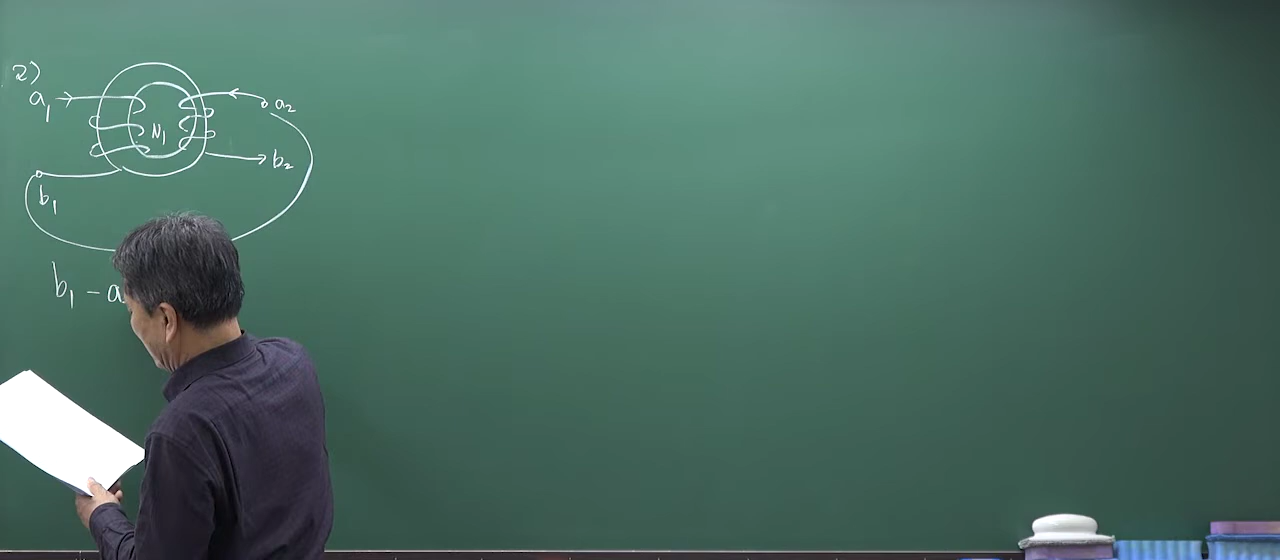 2)
a₁
N₁
a₂
b₂
b₁
b₁ - a